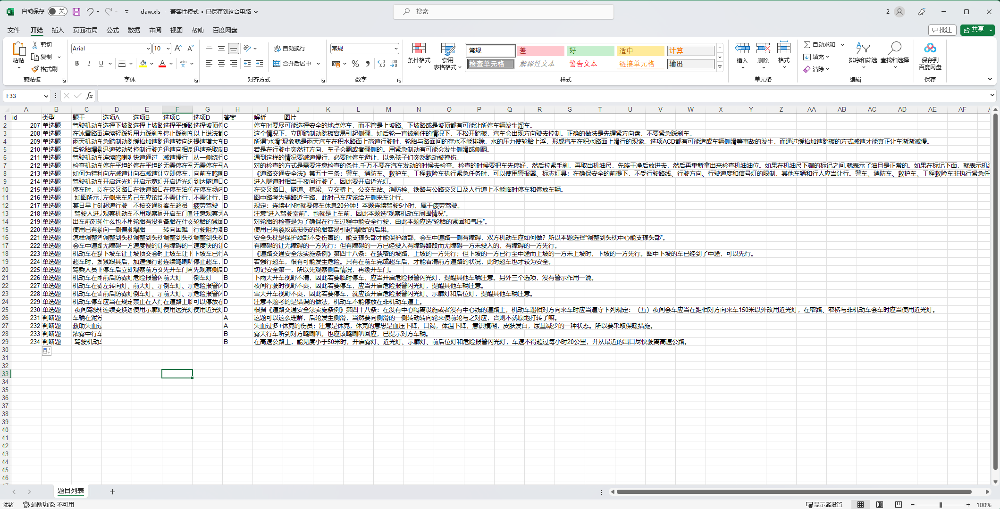 自动保存 关 daw.xls - 兼容性模式 • 已保存到这台电脑 搜索 2
文件 开始 插入 页面布局 公式 数据 审阅 视图 帮助 百度网盘 批注 共享
粘贴 剪切 复制 格式刷 剪贴板
Arial 10 B I U 字体
自动换行 合并后居中 对齐方式
常规 数字
条件格式 套用表格格式 常规 差 好 适中 计算
检查单元格 解释性文本 警告文本 链接单元格 输出 样式
插入 删除 格式 单元格
自动求和 填充 清除 排序和筛选 查找和选择 编辑
保存到百度网盘 保存
F33 fx
A B C D E F G H I J K L M N O P Q R S T U V W X Y Z AA AB AC AD AE AF
1 id 类型 题干 选项A 选项B 选项C 选项D 答案 解析 图片
2 207 单选题 驾驶机动车 选择下坡路 选择上坡路 选择平缓路 选择坡顶位 C 停车时要尽可能选择安全的地点停车，而不管是上坡路、下坡路或是坡顶都有可能让所停车辆发生溜车。
3 208 单选题 在冰雪路面 连续轻踩轻 用力踩刹车 停止踩刹车 以上说法都 C 这个情况下，立即踏制动踏板容易引起侧翻。如后轮一直被刹住的情况下，不松开踏板，汽车会出现方向驶去控制。正确的做法是先握紧方向盘，不要紧急踩刹车。
4 209 单选题 雨天机动车 急踏制动踏 缓抬加速踏 迅速转向进 提速增大车 B 所谓“水滑”现象就是雨天汽车在积水路面上高速行驶时，轮胎与路面间的存水不能排除，水的压力使轮胎上浮，形成汽车在积水路面上滑行的现象。选项ACD都有可能造成车辆侧滑等事故的发生，而通过缓抬加速踏板的方式减速才能真正让车渐渐减慢。
5 210 单选题 后轮胎爆裂 迅速转动转 控制行驶方 迅速向相反 迅速采取制 B 若是在行驶中突然打方向，车子会飘或者翻侧的。用紧急制动有可能会发生侧滑或侧翻。
6 211 单选题 驾驶机动车 连续鸣喇叭 快速通过 减速慢行 从一侧绕行 C 遇到这样的情况要减速慢行，必要时停车避让，以免孩子们突然跑动被撞伤。
7 212 单选题 检查机动车 停在平坦的 停在平坦的 无需停在平 无需停在平 A 对的检查的方式是需要注意检查的条件.千万不要在汽车发动的时候去检查。检查的时候要把车先停好，然后拉紧手刹，再取出机油尺，先族干净后放进去，然后再重新拿出来检查机油油位。如果在机油尺下端的标记之间.就表示了油且是正常的。如果在标记下面，就表示机
8 213 单选题 如何为特种 向左减速让 向右减速让 立即停车， 向前车鸣喇 B 《道路交通安全法》第五十三条：警车、消防车、救护车、工程救险车执行紧急任务时，可以使用警报器、标志灯具；在确保安全的前提下，不受行驶路线、行驶方向、行驶速度和信号灯的限制，其他车辆和行人应当让行。警车、消防车、救护车、工程救险车非执行紧急任
9 214 单选题 驾驶机动车 开启远光灯 开启示宽灯 开启近光灯 到达隧道口 C 进入隧道时相当于夜间行驶了，因此要开启近光灯。
10 215 单选题 停车时，以 在交叉路口 在铁道路口 在停车泊位 在停车场内 D 在交叉路口、隧道、桥梁、立交桥上、公交车站、消防栓、铁路与公路交叉口及人行道上不能临时停车和停放车辆。
11 216 单选题 如图所示， 左侧来车应 己车应该给 不需让行， 不需让行， B 图中路考为辅路近主路，此时己车应该给左侧来车让行。
12 217 单选题 某日早上6 超速行驶 不按交通标 客车超员 疲劳驾驶 D 规定：连续4小时就要停车休息20分钟！本题连续驾驶5小时，属于疲劳驾驶。
13 218 单选题 驾驶人进入 观察机动车 不用观察周 开启车门直 注意观察天 A 注意“进入驾驶室前”，也就是上车前，因此本题选“观察机动车周围情况”。
14 219 单选题 出车前对轮 什么也不用 轮胎有没有 备胎在什么 轮胎的紧固 D 对轮胎的检查是为了确保在行车过程中能安全行驶，由此本题应选“轮胎的紧固和气压”。
15 220 单选题 使用已有裂 向一侧偏驶 爆胎 转向困难 行驶阻力增 B 使用已有裂纹或损伤的轮胎容易引起“爆胎”的后果。
16 221 单选题 怎样调整汽 调整到头枕 调整到头枕 调整到头枕 调整到头枕 D 安全头枕是保护颈部不受伤害的，能支撑头部才能保护颈部。会车中道路一侧有障碍，双方机动车应如何做？所以本题选择“调整到头枕中心能支撑头部”。
17 222 单选题 会车中道路 无障碍一方 速度慢的让 有障碍的一 速度快的让 C 有障碍的让无障碍的一方先行；但有障碍的一方已经驶入有障碍路段而无障碍一方未驶入的，有障碍的一方先行。
18 223 单选题 机动车在狭 下坡车让上 坡顶交会时 上坡车让下 下坡车已行 A 《道路交通安全法实施条例》第四十八条：在狭窄的坡路，上坡的一方先行；但下坡的一方已行至中途而上坡的一方未上坡时，下坡的一方先行。图中下坡的车已经到了中途，可以先行。
19 224 单选题 超车时，发 紧跟其后， 加速强行超 连续鸣喇叭 停止超车， D 若强行超车，很有可能发生危险。只有在前车完成超车后，才能看清前方道路的状况，此时超车也才较为安全。
20 225 单选题 驾乘人员下 停车后立即 观察前方交 先开车门再 先观察侧后 D 切记安全第一，所以先观察侧后情况，再缓开车门。
21 226 单选题 机动车在雨 前后防雾灯 危险报警闪 前大灯 倒车灯 B 下雨天开车视野不清，因此若要临时停车，应当开启危险报警闪光灯，提醒其他车辆注意。另外三个选项，没有警示作用一说。
22 227 单选题 机动车在雾 左转向灯、 前大灯、示 倒车灯、示 危险报警闪 D 夜间行驶时视野不良，因此若要停车，应当开启危险报警闪光灯，提醒其他车辆注意。
23 228 单选题 机动车在雪 前后防雾灯 倒车灯、示 前大灯、示 危险报警闪 D 雪天开车视野不良，因此若要停车，就应该开启危险报警闪光灯、示廓灯和后位灯，提醒其他车辆注意。
24 229 单选题 机动车停车 应当在规定 禁止在人行 在道路上临 可以停放在 D 注意本题考的是错误的做法，机动车不能停放在非机动车道上。
25 230 单选题 夜间驾驶机 连续变换远 使用示廓灯 使用远光灯 使用近光灯 D 根据《道路交通安全法实施条例》第四十八条：在没有中心隔离设施或者没有中心线的道路上，机动车遇相对方向来车时应当遵守下列规定：（五）夜间会车应当在距相对方向来车150米以外改用近光灯，在窄路、窄桥与非机动车会车时应当使用近光灯。
26 231 判断题 车辆在泥泞 A 这题可以这么理解，后轮发生侧滑，当然要向侧滑的一侧转动转向轮来使前轮与之对应，否则不就原地打转了嘛。
27 232 判断题 救助失血过 A 失血过多+休克的伤员；注意是休克，休克的意思是血压下降，口渴，体温下降，意识模糊，皮肤发白，尿量减少的一种状态。所以要采取保暖措施。
28 233 判断题 浓雾中行车 B 雾天行车听到对方鸣喇叭，也应该鸣喇叭回应，已提示对方车辆。
29 234 判断题 驾驶机动车 B 在高速公路上，能见度小于50米时，开启雾灯、近光灯、示廓灯、前后位灯和危险报警闪光灯，车速不得超过每小时20公里，并从最近的出口尽快驶离高速公路。
30
31
32
33
34
35
36
37
38
39
40
41
42
43
44
45
46
题目列表
就绪 辅助功能: 不可用 显示器设置 100%